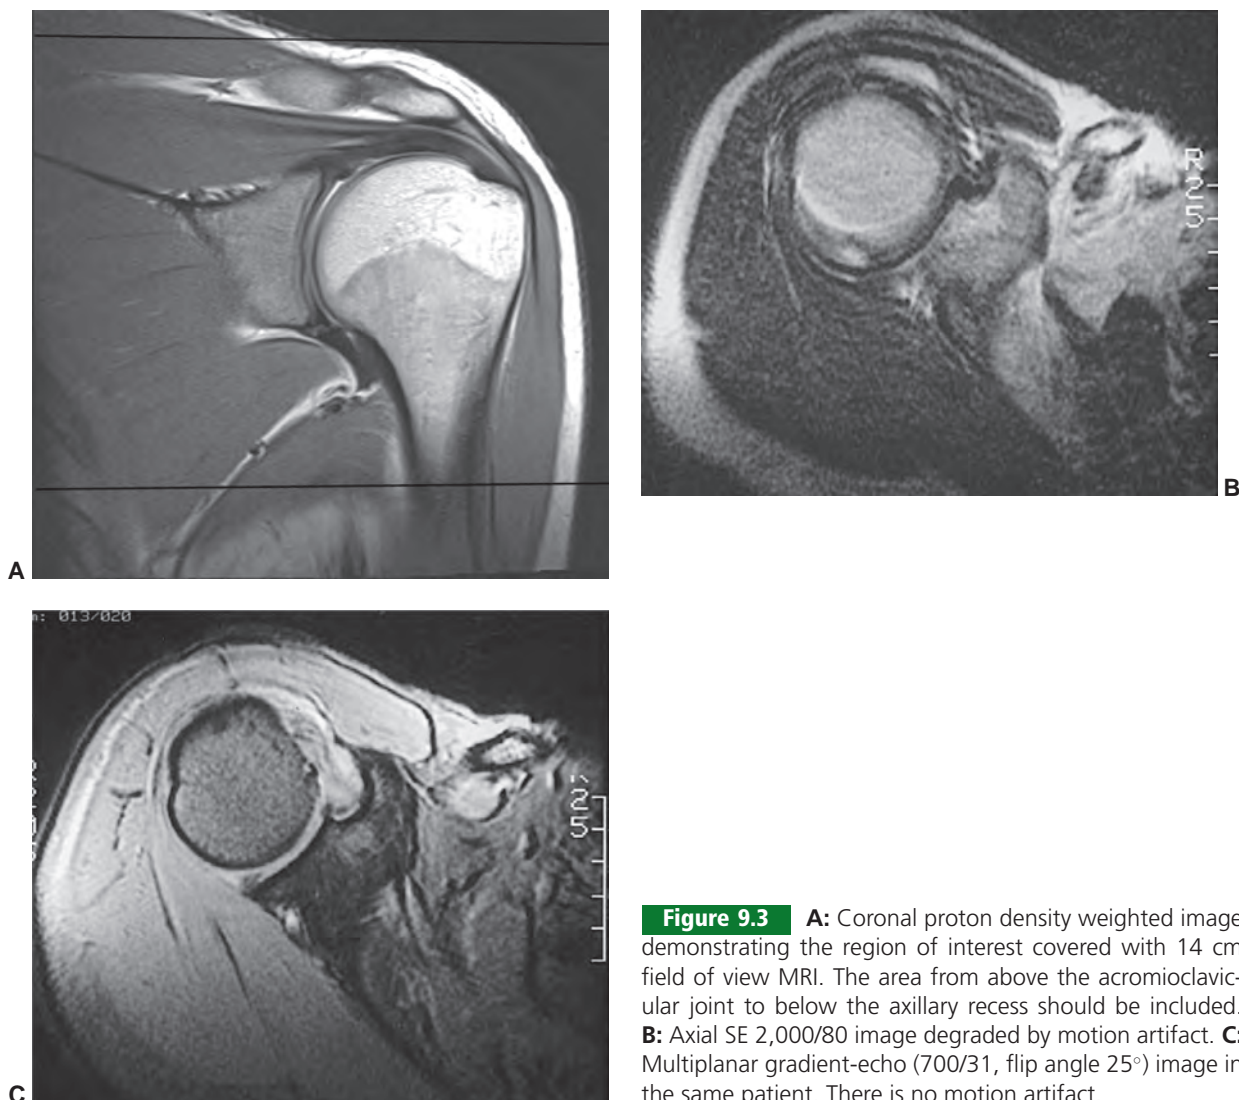 A
B
n: 013/020
C
Figure 9.3 A: Coronal proton density weighted image
demonstrating the region of interest covered with 14 cm
field of view MRI. The area from above the acromioclavic-
ular joint to below the axillary recess should be included.
B: Axial SE 2,000/80 image degraded by motion artifact. C:
Multiplanar gradient-echo (700/31, flip angle 25°) image in
the same patient. There is no motion artifact